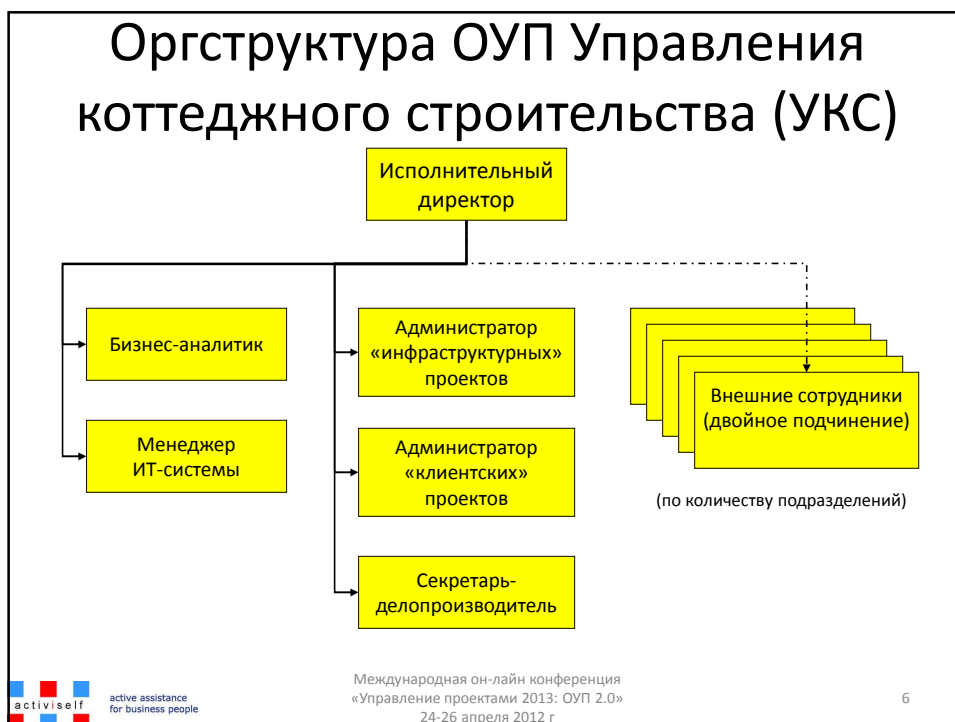 Оргструктура ОУП Управления
коттеджного строительства (УКС)
Исполнительный
директор
Бизнес-аналитик
Менеджер
ИТ-системы
Администратор
«инфраструктурных»
проектов
Администратор
«клиентских»
проектов
Секретарь-
делопроизводитель
Внешние сотрудники
(двойное подчинение)
(по количеству подразделений)
activiself
active assistance
for business people
Международная он-лайн конференция
«Управление проектами 2013: ОУП 2.0»
24-26 апреля 2012 г
6